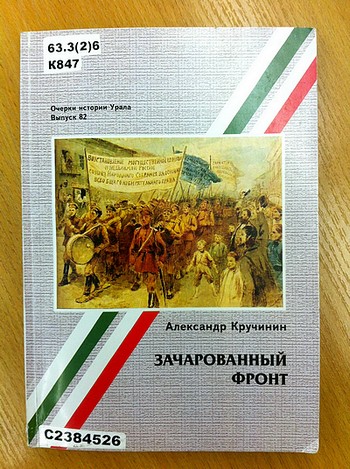 63.3(2)6
К847
Очерки истории Урала
Выпуск 82
Александр Кручинин
ЗАЧАРОВАННЫЙ
ФРОНТ
С2384526